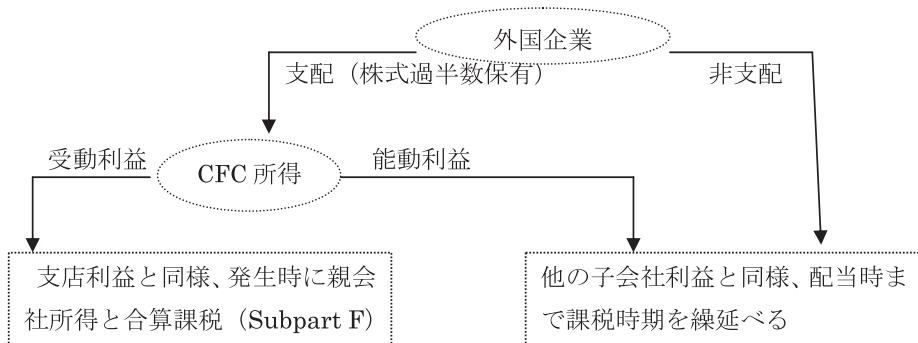 外国企業
支配（株式過半数保有）
非支配
受動利益
CFC 所得
能動利益
支店利益と同様、発生時に親会
社所得と合算課税（Subpart F）
他の子会社利益と同様、配当時ま
で課税時期を繰延べる